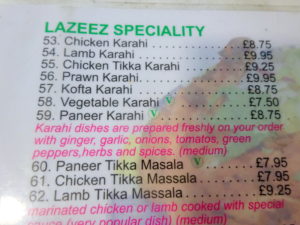 LAZEEZ SPECIALITY
53. Chicken Karahi . . . . . . . . . . . . . . . . £8.75
54. Lamb Karahi . . . . . . . . . . . . . . . . . . £9.95
55. Chicken Tikka Karahi . . . . . . . . . . . £9.25
56. Prawn Karahi . . . . . . . . . . . . . . . . . £9.95
57. Kofta Karahi . . . . . . . . . . . . . . . . . . £8.75
58. Vegetable Karahi V . . . . . . . . . . . . £7.50
59. Paneer Karahi V . . . . . . . . . . . . . . £8.75
Karahi dishes are prepared freshly on your order
with ginger, garlic, onions, tomatos, green
peppers,herbs and spices. (medium)
60. Paneer Tikka Masala V . . . . . . . . £7.95
61. Chicken Tikka Massala . . . . . . . . . £7.95
62. Lamb Tikka Massala . . . . . . . . . . . £9.25
marinated chicken or lamb cooked with special
sauce (very popular dish) (medium)